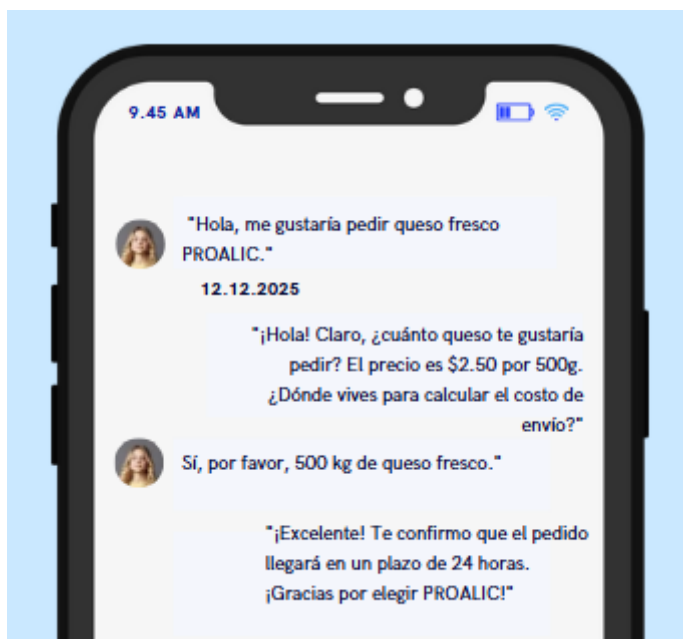 9.45 AM
"Hola, me gustaría pedir queso fresco
PROALIC."
12.12.2025
"¡Hola! Claro, ¿cuánto queso te gustaría
pedir? El precio es $2.50 por 500g.
¿Dónde vives para calcular el costo de
envío?"
Sí, por favor, 500 kg de queso fresco."
"¡Excelente! Te confirmo que el pedido
llegará en un plazo de 24 horas.
¡Gracias por elegir PROALIC!"